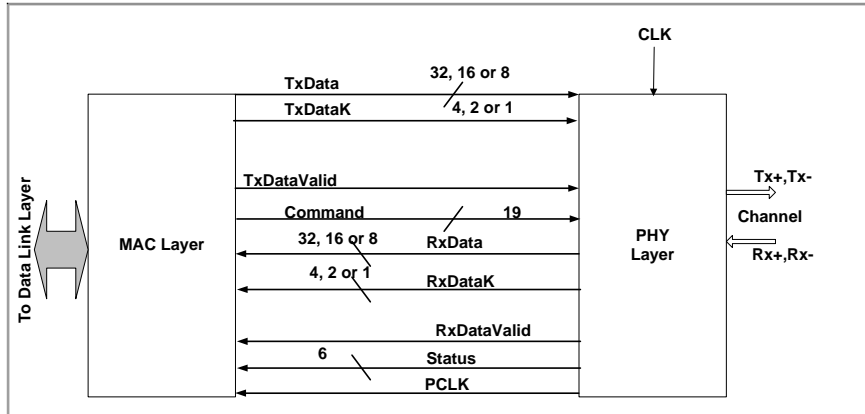 CLK
TxData
32, 16 or 8
TxDataK
4, 2 or 1
TxDataValid
Command
19
32, 16 or 8
RxData
4, 2 or 1
RxDataK
RxDataValid
6
Status
PCLK
To Data Link Layer
MAC Layer
PHY
Layer
Tx+,Tx-
Channel
Rx+,Rx-